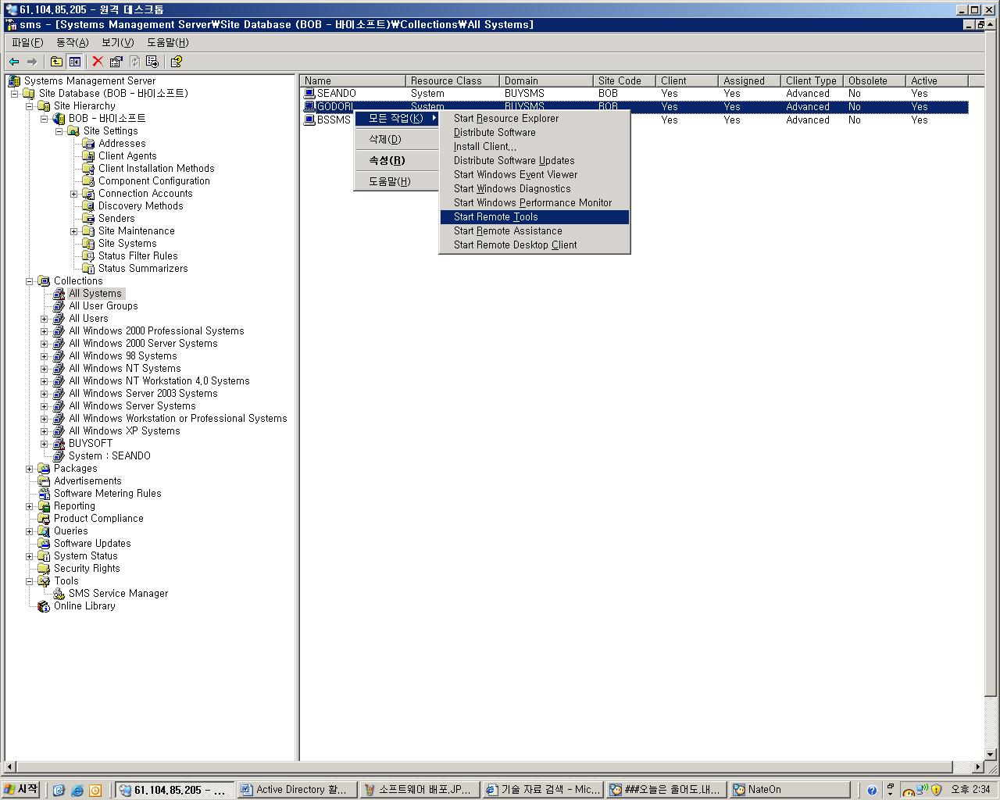 61.104.85.205 - 원격 데스크톱
sms - [Systems Management Server₩Site Database (BOB - 바이소프트)₩Collections₩All Systems]
파일(F) 동작(A) 보기(V) 도움말(H)
Systems Management Server
Site Database (BOB - 바이소프트)
Site Hierarchy
BOB - 바이소프트
Site Settings
Addresses
Client Agents
Client Installation Methods
Component Configuration
Connection Accounts
Discovery Methods
Senders
Site Maintenance
Site Systems
Status Filter Rules
Status Summarizers
Collections
All Systems
All User Groups
All Users
All Windows 2000 Professional Systems
All Windows 2000 Server Systems
All Windows 98 Systems
All Windows NT Systems
All Windows NT Workstation 4.0 Systems
All Windows Server 2003 Systems
All Windows Server Systems
All Windows Workstation or Professional Systems
All Windows XP Systems
BUYSOFT
System : SEANDO
Packages
Advertisements
Software Metering Rules
Reporting
Product Compliance
Queries
Software Updates
System Status
Security Rights
Tools
SMS Service Manager
Online Library
Name Resource Class Domain Site Code Client Assigned Client Type Obsolete Active
SEANDO System BUYSMS BOB Yes Yes Advanced No Yes
GODORI System BUYSMS BOB Yes Yes Advanced No Yes
BSSMS Yes Yes Advanced No Yes
모든 작업(K)
삭제(D)
속성(R)
도움말(H)
Start Resource Explorer
Distribute Software
Install Client...
Distribute Software Updates
Start Windows Event Viewer
Start Windows Diagnostics
Start Windows Performance Monitor
Start Remote Tools
Start Remote Assistance
Start Remote Desktop Client
시작 61.104.85.205 - ... Active Directory 활... 소프트웨어 배포.JP... 기술 자료 검색 - Mic... ###오늘은 울어도,내... NateOn 오후 2:34